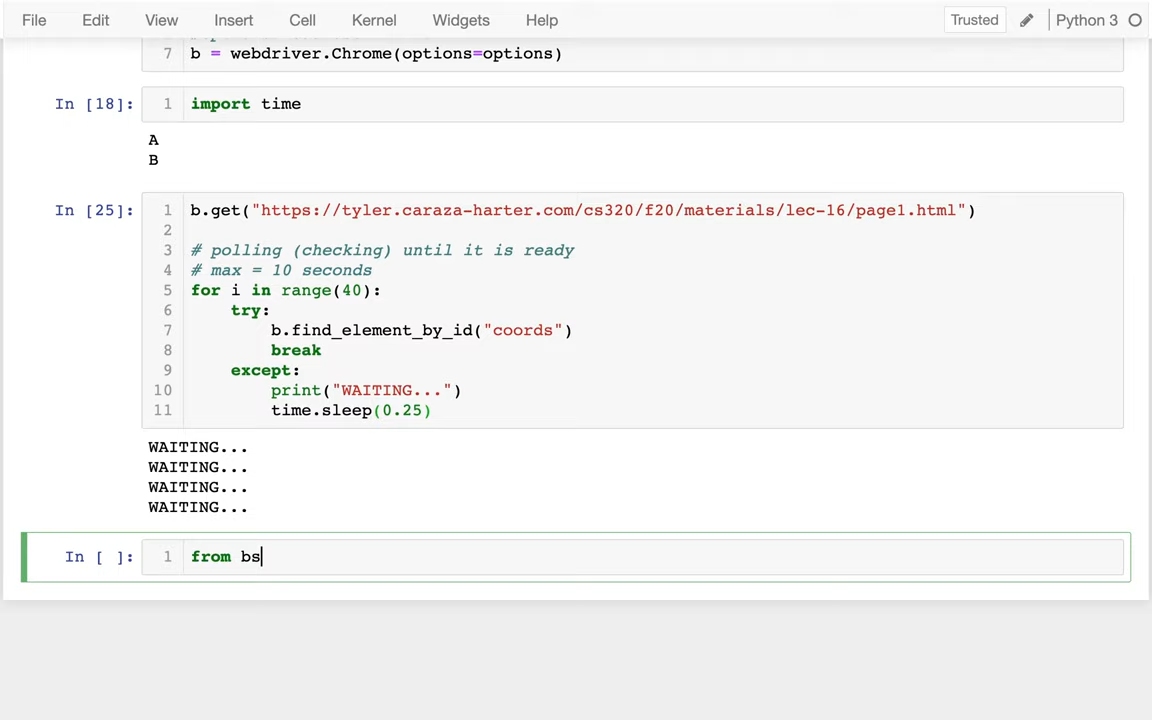 File Edit View Insert Cell Kernel Widgets Help Trusted Python 3
7 b = webdriver.Chrome(options=options)
In [18]: 1 import time
A
B
In [25]: 1 b.get("https://tyler.caraza-harter.com/cs320/f20/materials/lec-16/page1.html")
2
3 # polling (checking) until it is ready
4 # max = 10 seconds
5 for i in range(40):
6 try:
7 b.find_element_by_id("coords")
8 break
9 except:
10 print("WAITING...")
11 time.sleep(0.25)
WAITING...
WAITING...
WAITING...
WAITING...
In [ ]: 1 from bs